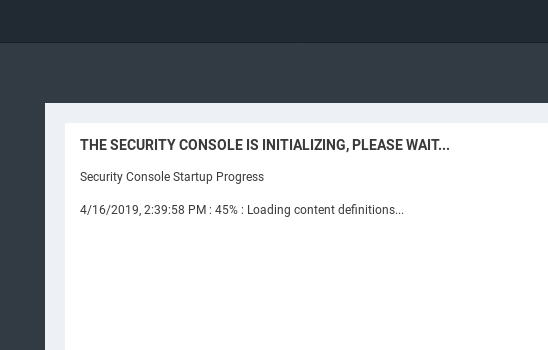 THE SECURITY CONSOLE IS INITIALIZING, PLEASE WAIT...
Security Console Startup Progress
4/16/2019, 2:39:58 PM : 45% : Loading content definitions...